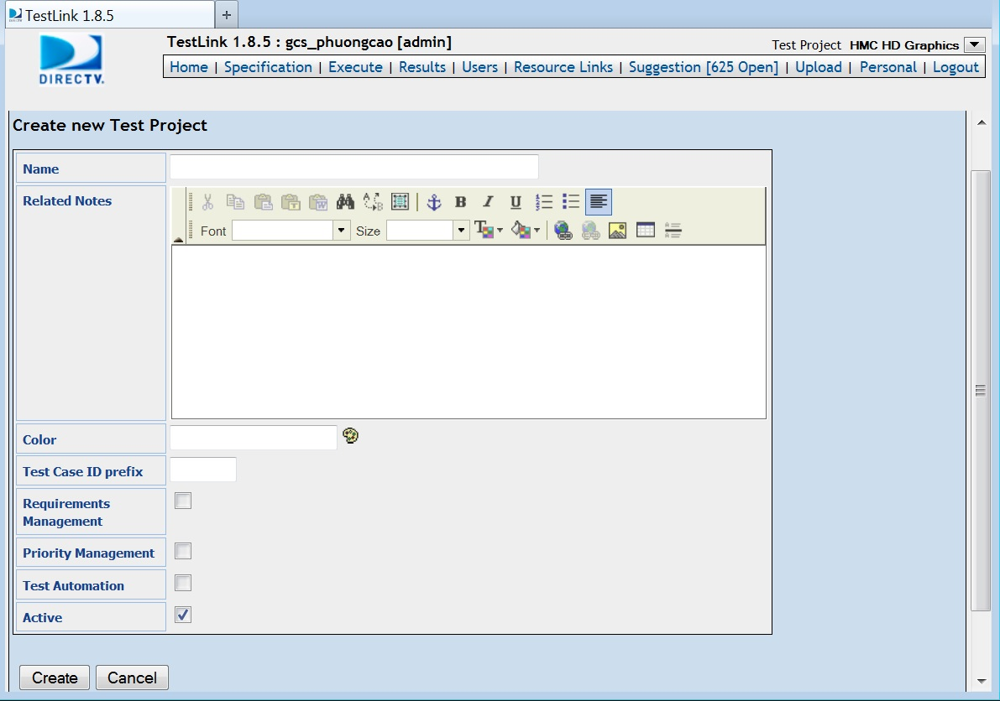 TestLink 1.8.5
TestLink 1.8.5 : gcs_phuongcao [admin]
Test Project HMC HD Graphics
DIRECTV.
Home | Specification | Execute | Results | Users | Resource Links | Suggestion [625 Open] | Upload | Personal | Logout
Create new Test Project
Name
Related Notes
B I U
Font Size
Color
Test Case ID prefix
Requirements
Management
Priority Management
Test Automation
Active
Create Cancel